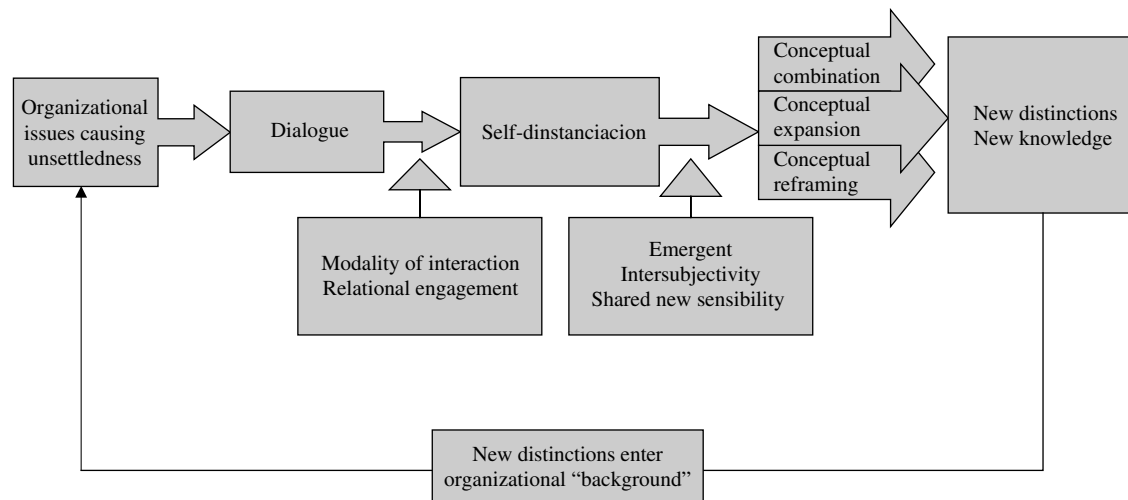 Organizational
issues causing
unsettledness
Dialogue
Self-dinstanciacion
Conceptual
combination
Conceptual
expansion
Conceptual
reframing
New distinctions
New knowledge
Modality of interaction
Relational engagement
Emergent
Intersubjectivity
Shared new sensibility
New distinctions enter
organizational “background”